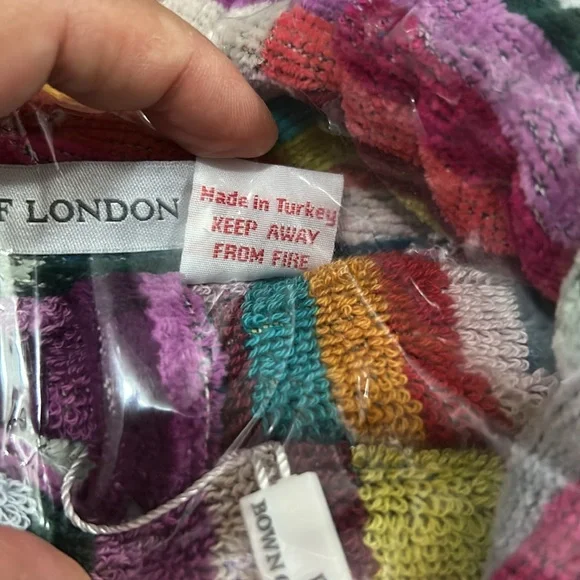 F LONDON
Made in Turkey
KEEP AWAY
FROM FIRE
BOWN